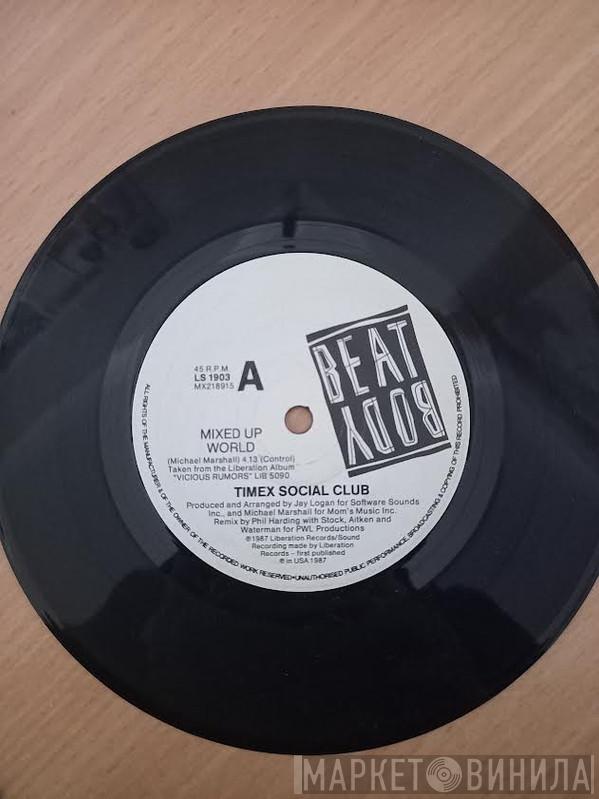 BEAT
BODY
45 R.P.M.
LS 1903
MX218915
A
MIXED UP
WORLD
(Michael Marshall) 4.13 (Control)
Taken from the Liberation Album
"VICIOUS RUMORS" LIB 5090
TIMEX SOCIAL CLUB
Produced and Arranged by Jay Logan for Software Sounds
Inc., and Michael Marshall for Mom's Music Inc.
Remix by Phil Harding with Stock, Aitken and
Waterman for PWL Productions
℗1987 Liberation Records/Sound
Recording made by Liberation
Records – first published
in USA 1987
ALL RIGHTS OF THE MANUFACTURER & OF THE OWNER OF THE RECORDED WORK RESERVED•UNAUTHORISED PUBLIC PERFORMANCE, BROADCASTING & COPYING OF THIS RECORD PROHIBITED
МАРКЕТ ВИНИЛА